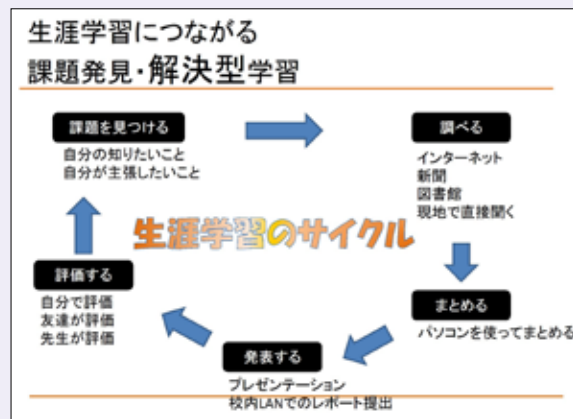 生涯学習につながる
課題発見・解決型学習
課題を見つける
自分の知りたいこと
自分が主張したいこと
調べる
インターネット
新聞
図書館
現地で直接聞く
生涯学習のサイクル
まとめる
パソコンを使ってまとめる
発表する
プレゼンテーション
校内LANでのレポート提出
評価する
自分で評価
友達が評価
先生が評価